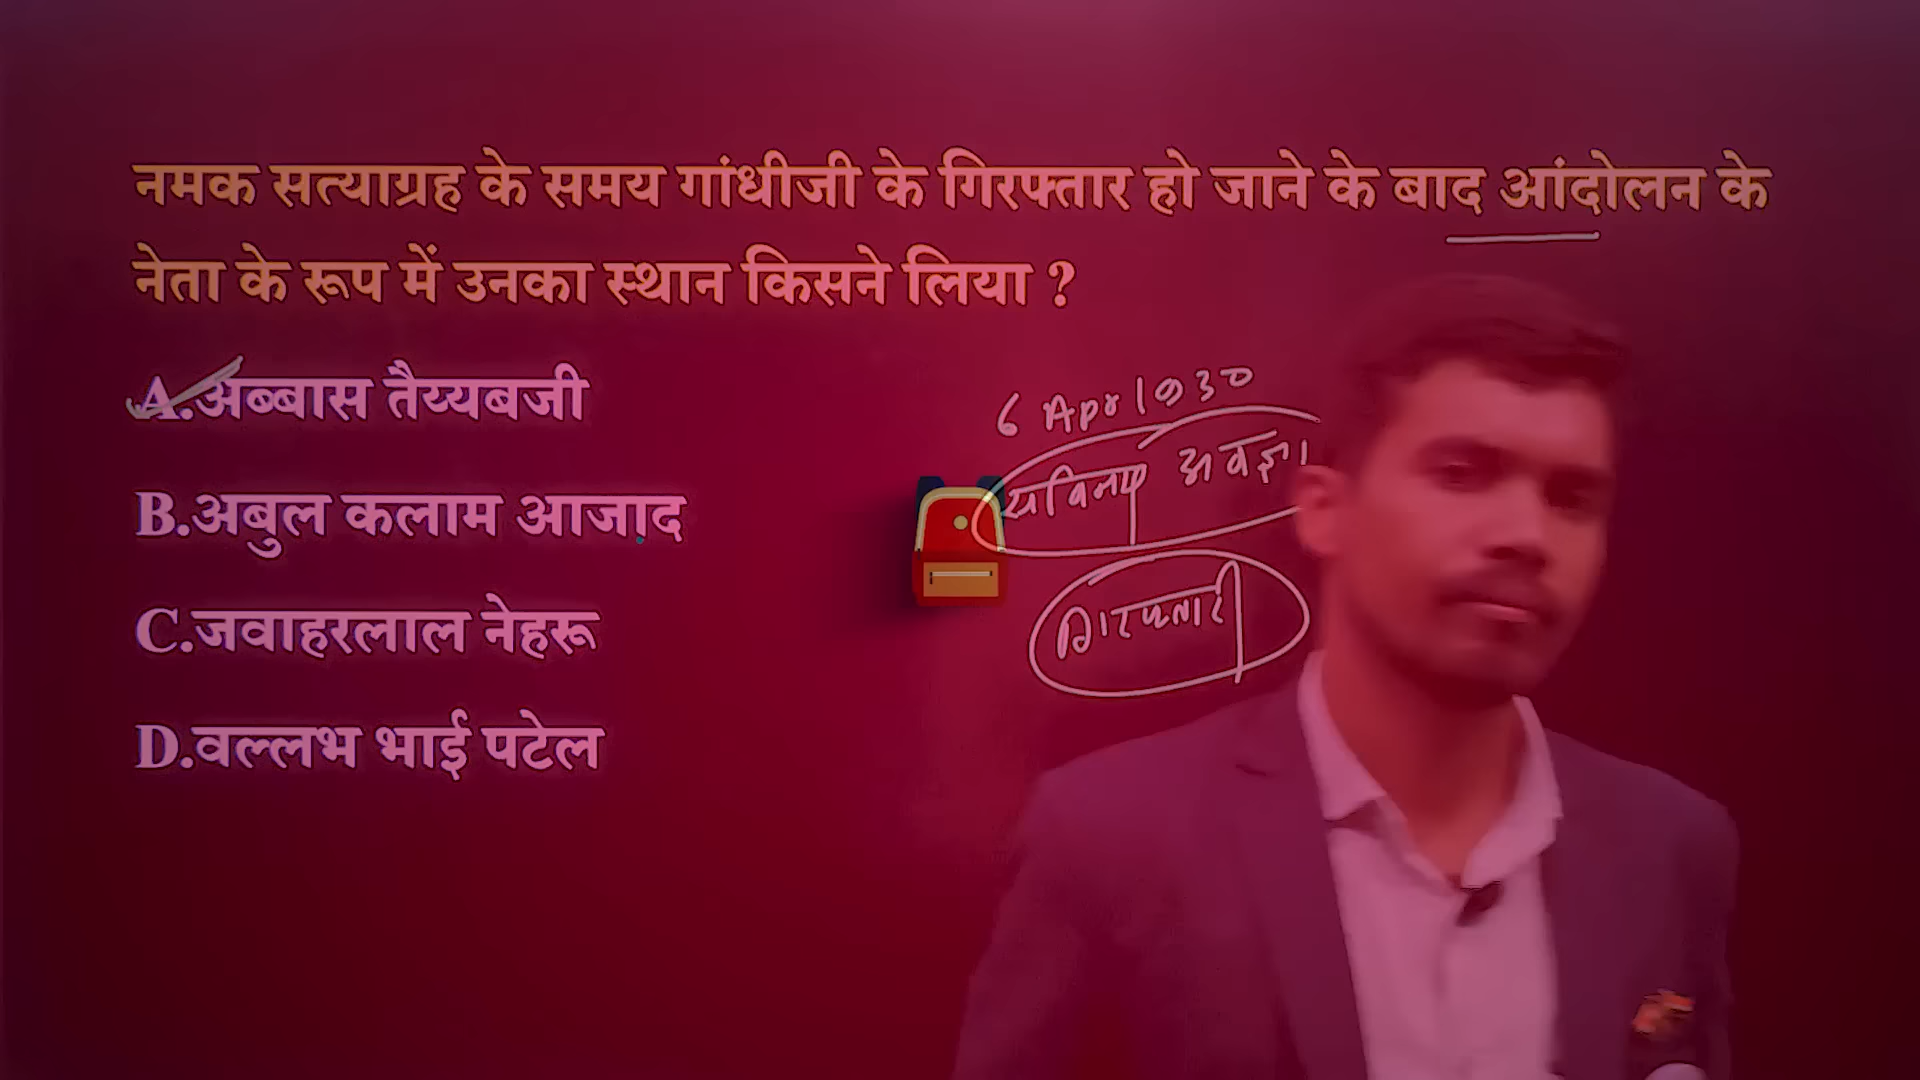 नमक सत्याग्रह के समय गांधीजी के गिरफ्तार हो जाने के बाद आंदोलन के
नेता के रूप में उनका स्थान किसने लिया ?
A.अब्बास तैय्यबजी
B.अबुल कलाम आजाद
C.जवाहरलाल नेहरू
D.वल्लभ भाई पटेल
6 Apr 1930
सविनय अवज्ञा